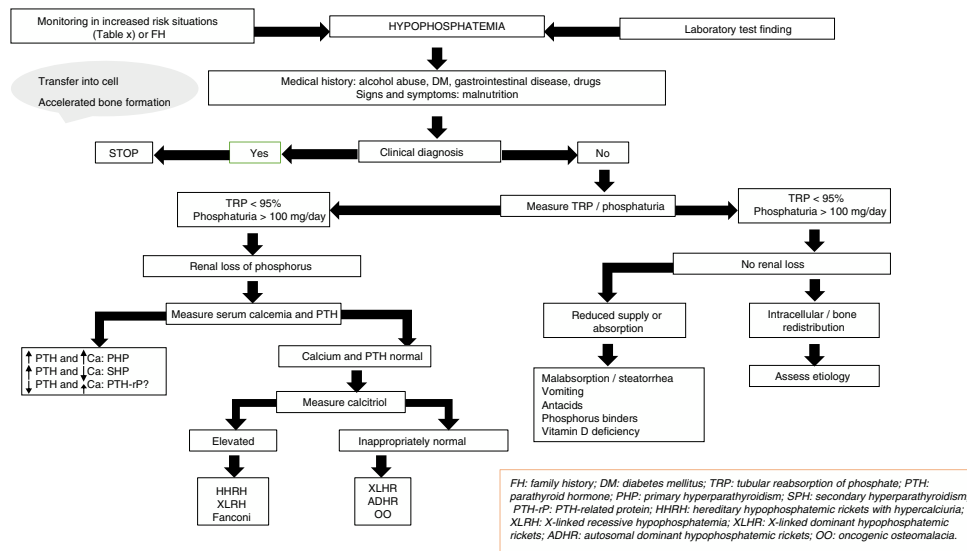 Monitoring in increased risk situations
(Table x) or FH
HYPOPHOSPHATEMIA
Laboratory test finding
Transfer into cell
Accelerated bone formation
Medical history: alcohol abuse, DM, gastrointestinal disease, drugs
Signs and symptoms: malnutrition
STOP
Yes
Clinical diagnosis
No
TRP < 95%
Phosphaturia > 100 mg/day
Measure TRP / phosphaturia
TRP < 95%
Phosphaturia > 100 mg/day
Renal loss of phosphorus
No renal loss
Measure serum calcemia and PTH
Reduced supply or
absorption
Intracellular / bone
redistribution
↑ PTH and ↑Ca: PHP
↑ PTH and ↓Ca: SHP
↓ PTH and ↑Ca: PTH-rP?
Calcium and PTH normal
Malabsorption / steatorrhea
Vomiting
Antacids
Phosphorus binders
Vitamin D deficiency
Assess etiology
Measure calcitriol
Elevated
Inappropriately normal
HHRH
XLRH
Fanconi
XLHR
ADHR
OO
FH: family history; DM: diabetes mellitus; TRP: tubular reabsorption of phosphate; PTH:
parathyroid hormone; PHP: primary hyperparathyroidism; SPH: secondary hyperparathyroidism
PTH-rP: PTH-related protein; HHRH: hereditary hypophosphatemic rickets with hypercalciuria;
XLRH: X-linked recessive hypophosphatemia; XLHR: X-linked dominant hypophosphatemic
rickets; ADHR: autosomal dominant hypophosphatemic rickets; OO: oncogenic osteomalacia.